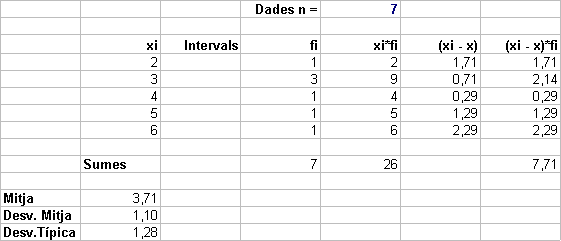 Dades n = 7
xi Intervals fi xi*fi (xi - x) (xi - x)*fi
2 1 2 1,71 1,71
3 3 9 0,71 2,14
4 1 4 0,29 0,29
5 1 5 1,29 1,29
6 1 6 2,29 2,29
Sumes 7 26 7,71
Mitja 3,71
Desv. Mitja 1,10
Desv.Típica 1,28